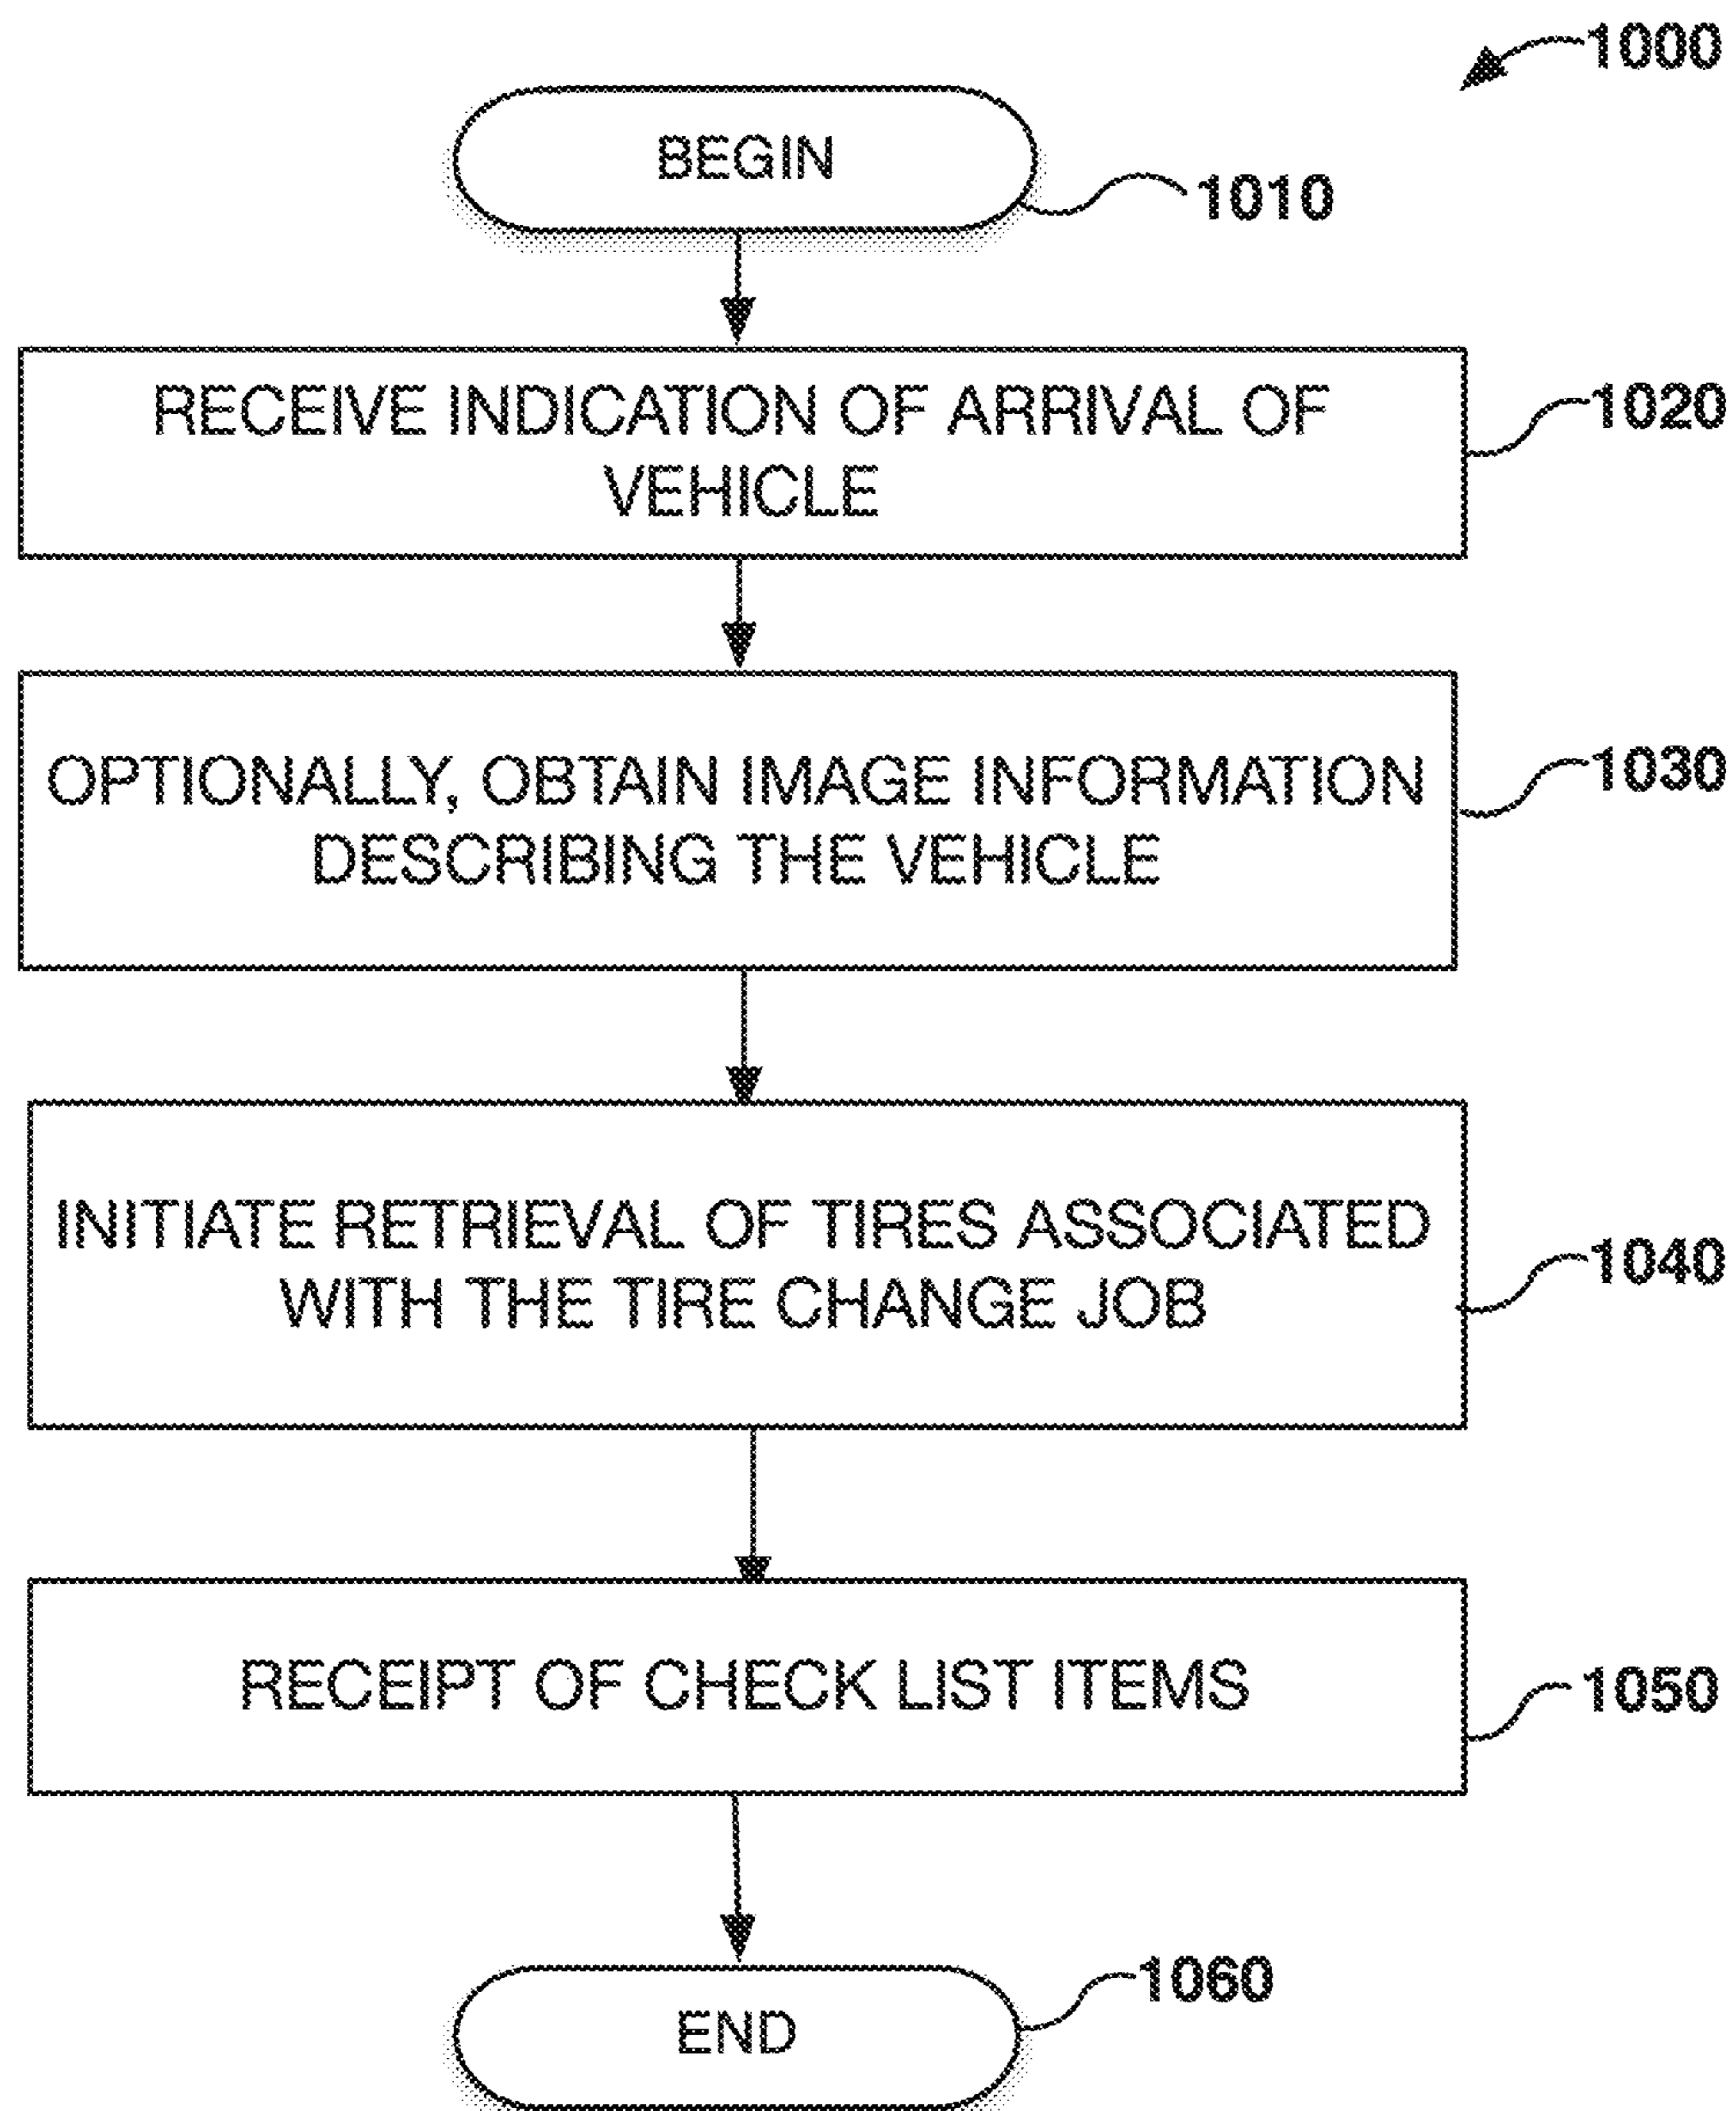 1000
BEGIN
1010
RECEIVE INDICATION OF ARRIVAL OF
VEHICLE
1020
OPTIONALLY, OBTAIN IMAGE INFORMATION
DESCRIBING THE VEHICLE
1030
INITIATE RETRIEVAL OF TIRES ASSOCIATED
WITH THE TIRE CHANGE JOB
1040
RECEIPT OF CHECK LIST ITEMS
1050
END
1060